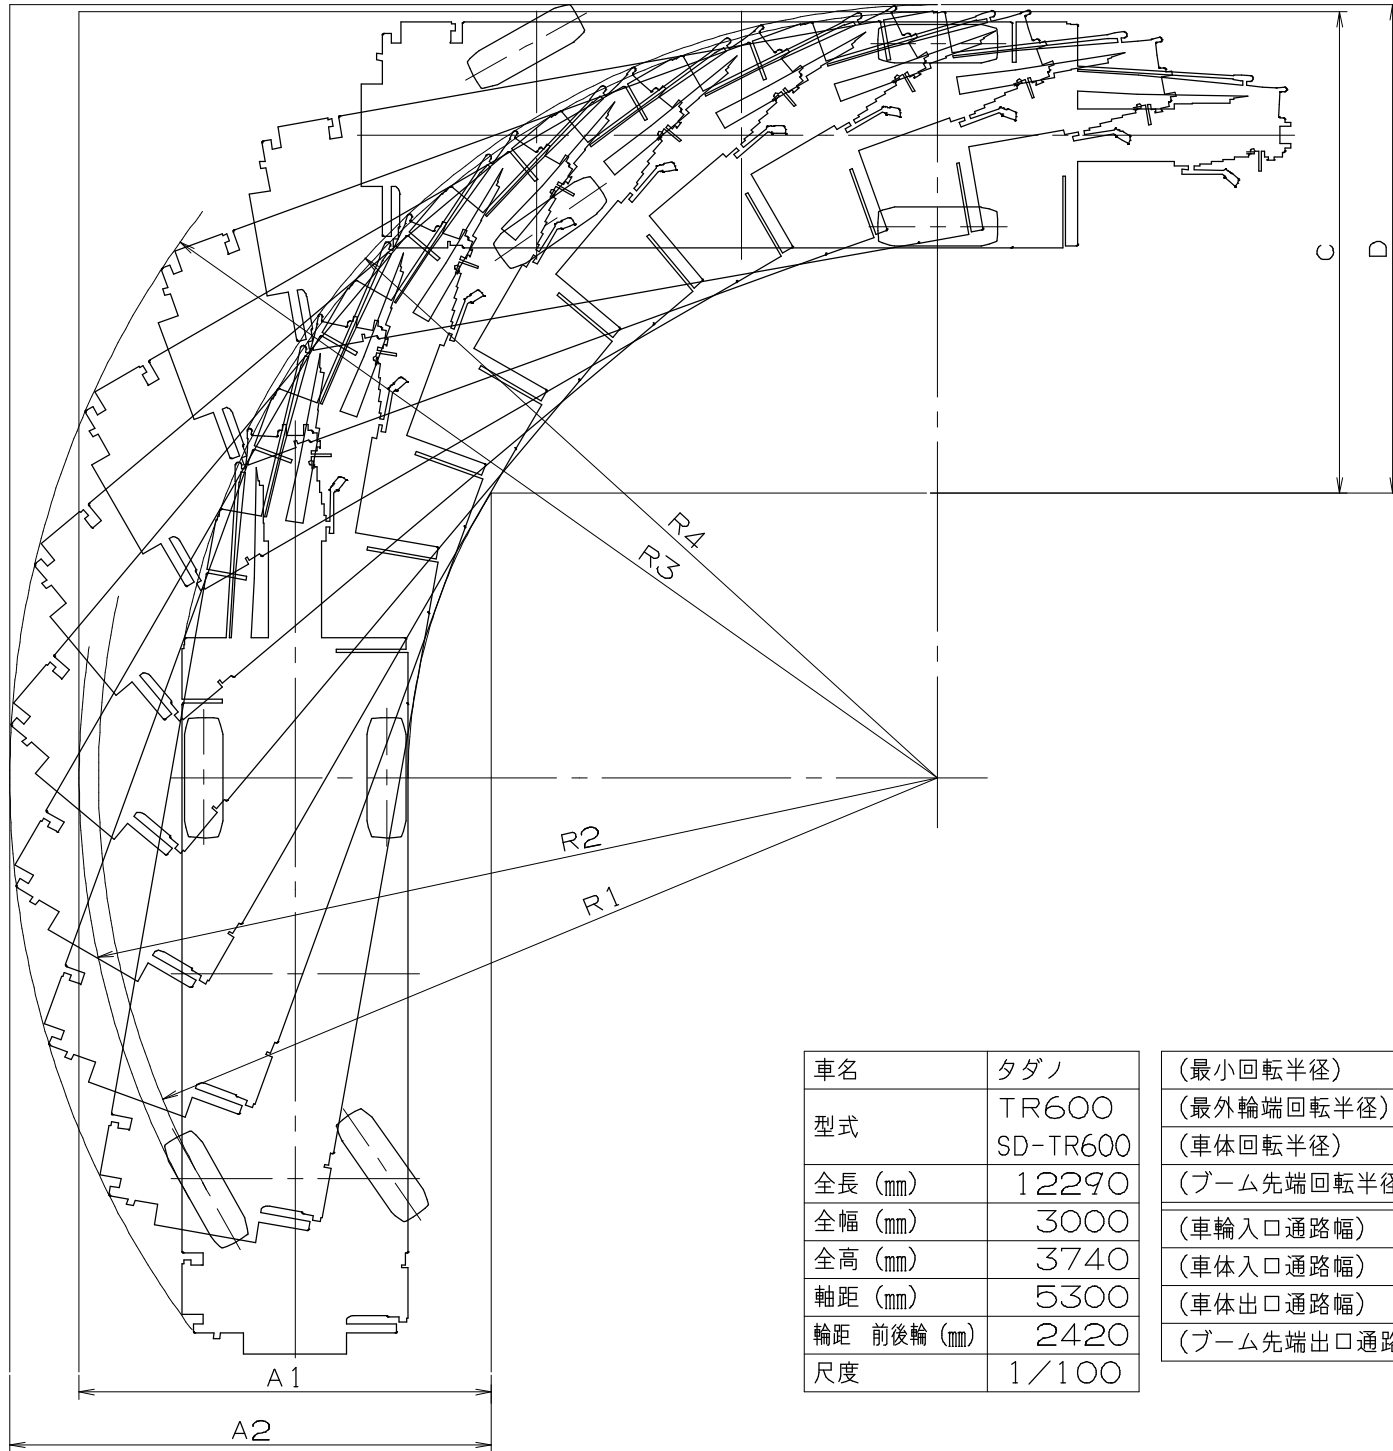 C
D
R4
R3
R2
R1
A1
A2
車名 タダノ
型式 TR600
SD-TR600
全長 (㎜) 12290
全幅 (㎜) 3000
全高 (㎜) 3740
軸距 (㎜) 5300
輪距 前後輪 (㎜) 2420
尺度 1/100
(最小回転半径)
(最外輪端回転半径)
(車体回転半径)
(ブーム先端回転半径
(車輪入口通路幅)
(車体入口通路幅)
(車体出口通路幅)
(ブーム先端出口通路